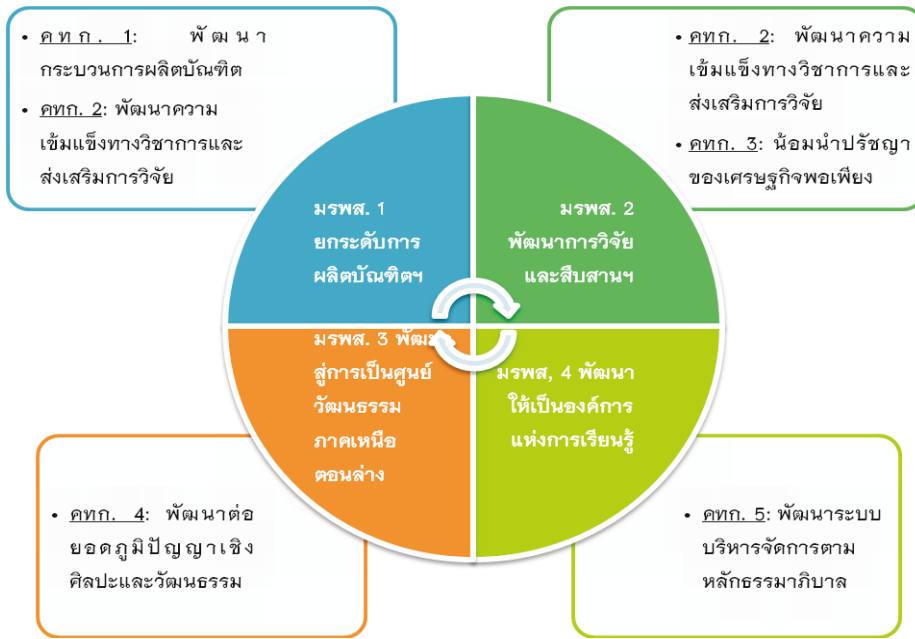 • คทก. 1: พัฒนา
กระบวนการผลิตบัณฑิต
• คทก. 2: พัฒนาความ
เข้มแข็งทางวิชาการและ
ส่งเสริมการวิจัย
• คทก. 2: พัฒนาความ
เข้มแข็งทางวิชาการและ
ส่งเสริมการวิจัย
• คทก. 3: น้อมนำปรัชญา
ของเศรษฐกิจพอเพียง
มรพส. 1
ยกระดับการ
ผลิตบัณฑิตฯ
มรพส. 2
พัฒนาการวิจัย
และสืบสานฯ
มรพส. 3 พัฒนา
สู่การเป็นศูนย์
วัฒนธรรม
ภาคเหนือ
ตอนล่าง
มรพส, 4 พัฒนา
ให้เป็นองค์การ
แห่งการเรียนรู้
• คทก. 4: พัฒนาต่อ
ยอดภูมิปัญญาเชิง
ศิลปะและวัฒนธรรม
• คทก. 5: พัฒนาระบบ
บริหารจัดการตาม
หลักธรรมาภิบาล